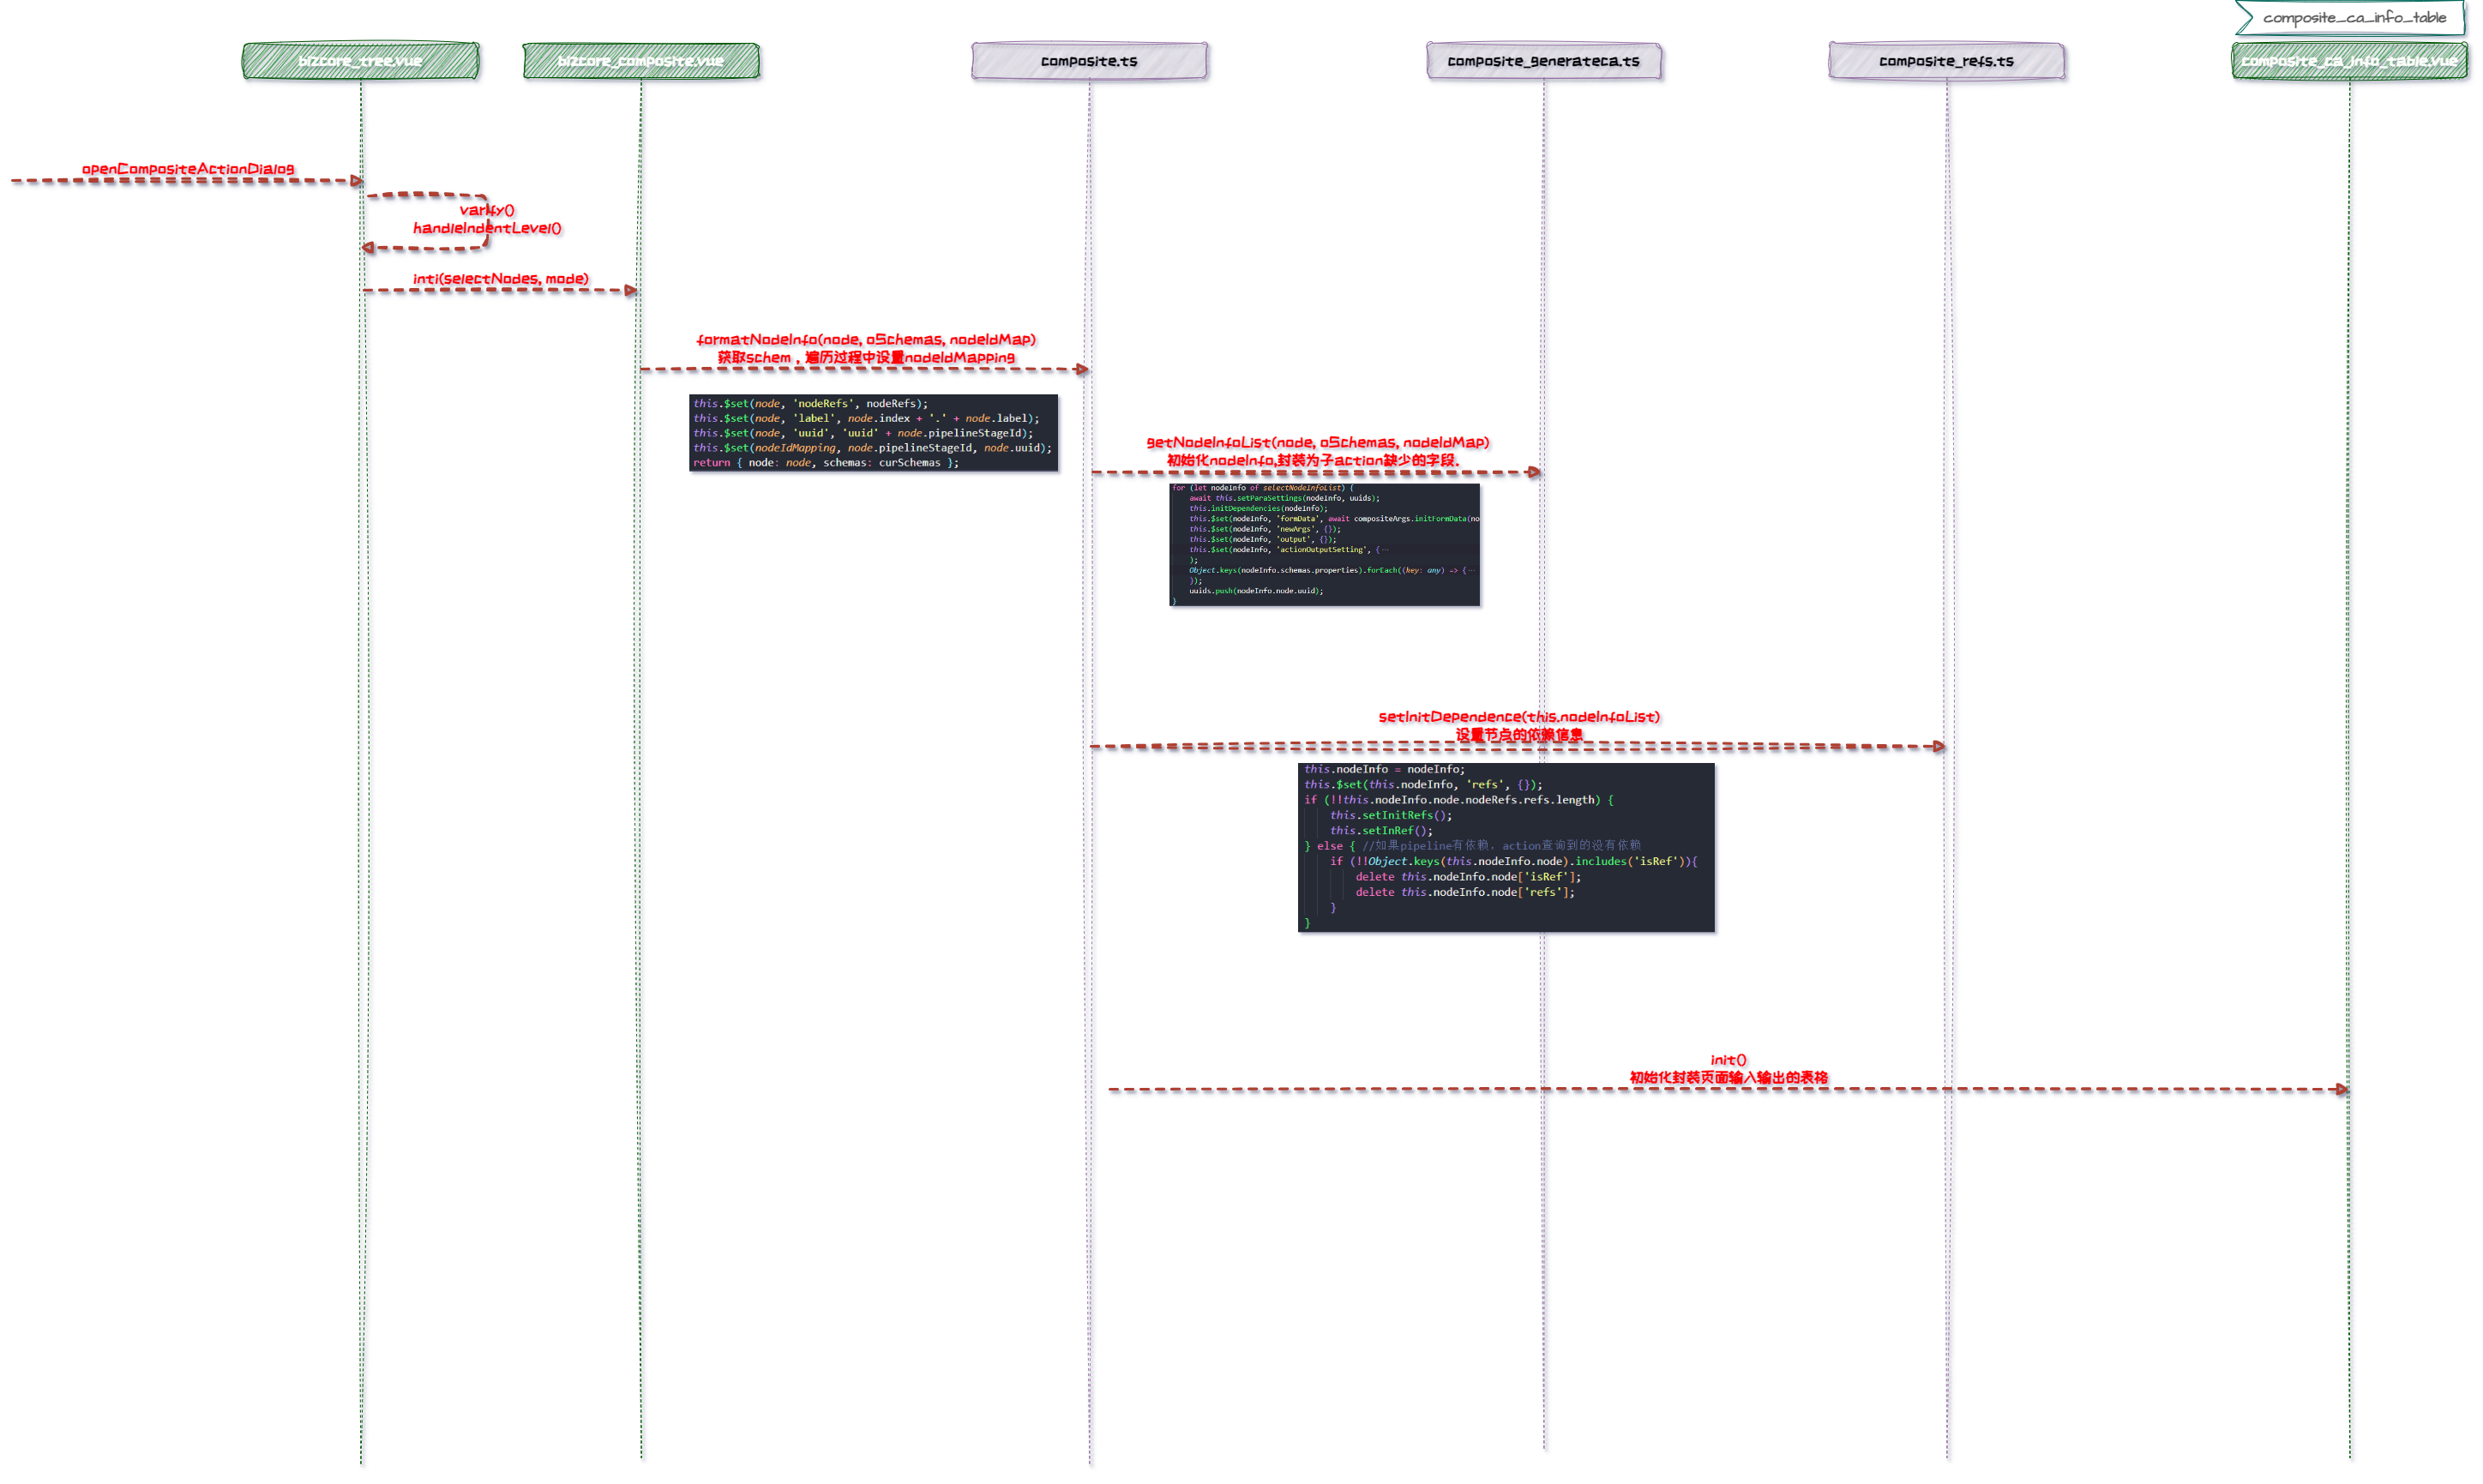 composite_ca_info_table
bizcore_tree.vue
bizcore_composite.vue
composite.ts
composite_generateca.ts
composite_refs.ts
composite_ca_info_table.vue
openCompositeActionDialog
varify()
handleIndentLevel()
inti(selectNodes, mode)
formatNodeInfo(node, oSchemas, nodeIdMap)
获取schem，遍历过程中设置nodeIdMapping
this.$set(node, 'nodeRefs', nodeRefs);
this.$set(node, 'label', node.index + '.' + node.label);
this.$set(node, 'uuid', 'uuid' + node.pipelineStageId);
this.$set(nodeIdMapping, node.pipelineStageId, node.uuid);
return { node: node, schemas: curSchemas };
getNodeInfoList(node, oSchemas, nodeIdMap)
初始化nodeInfo,封装为子action缺少的字段.
for (let nodeInfo of selectNodeInfoList) {
await this.setParaSettings(nodeInfo, uuids);
this.initDependencies(nodeInfo);
this.$set(nodeInfo, 'formData', await compositeArgs.initFormData(no
this.$set(nodeInfo, 'newArgs', {});
this.$set(nodeInfo, 'output', {});
this.$set(nodeInfo, 'actionOutputSetting', {···
);
Object.keys(nodeInfo.schemas.properties).forEach((key: any) => {···
});
uuids.push(nodeInfo.node.uuid);
}
setInitDependence(this.nodeInfoList)
设置节点的依赖信息
this.nodeInfo = nodeInfo;
this.$set(this.nodeInfo, 'refs', {});
if (!!this.nodeInfo.node.nodeRefs.refs.length) {
this.setInitRefs();
this.setInRef();
} else { //如果pipeline有依赖. action查询到的没有依赖
if (!!Object.keys(this.nodeInfo.node).includes('isRef')){
delete this.nodeInfo.node['isRef'];
delete this.nodeInfo.node['refs'];
}
}
init()
初始化封装页面输入输出的表格